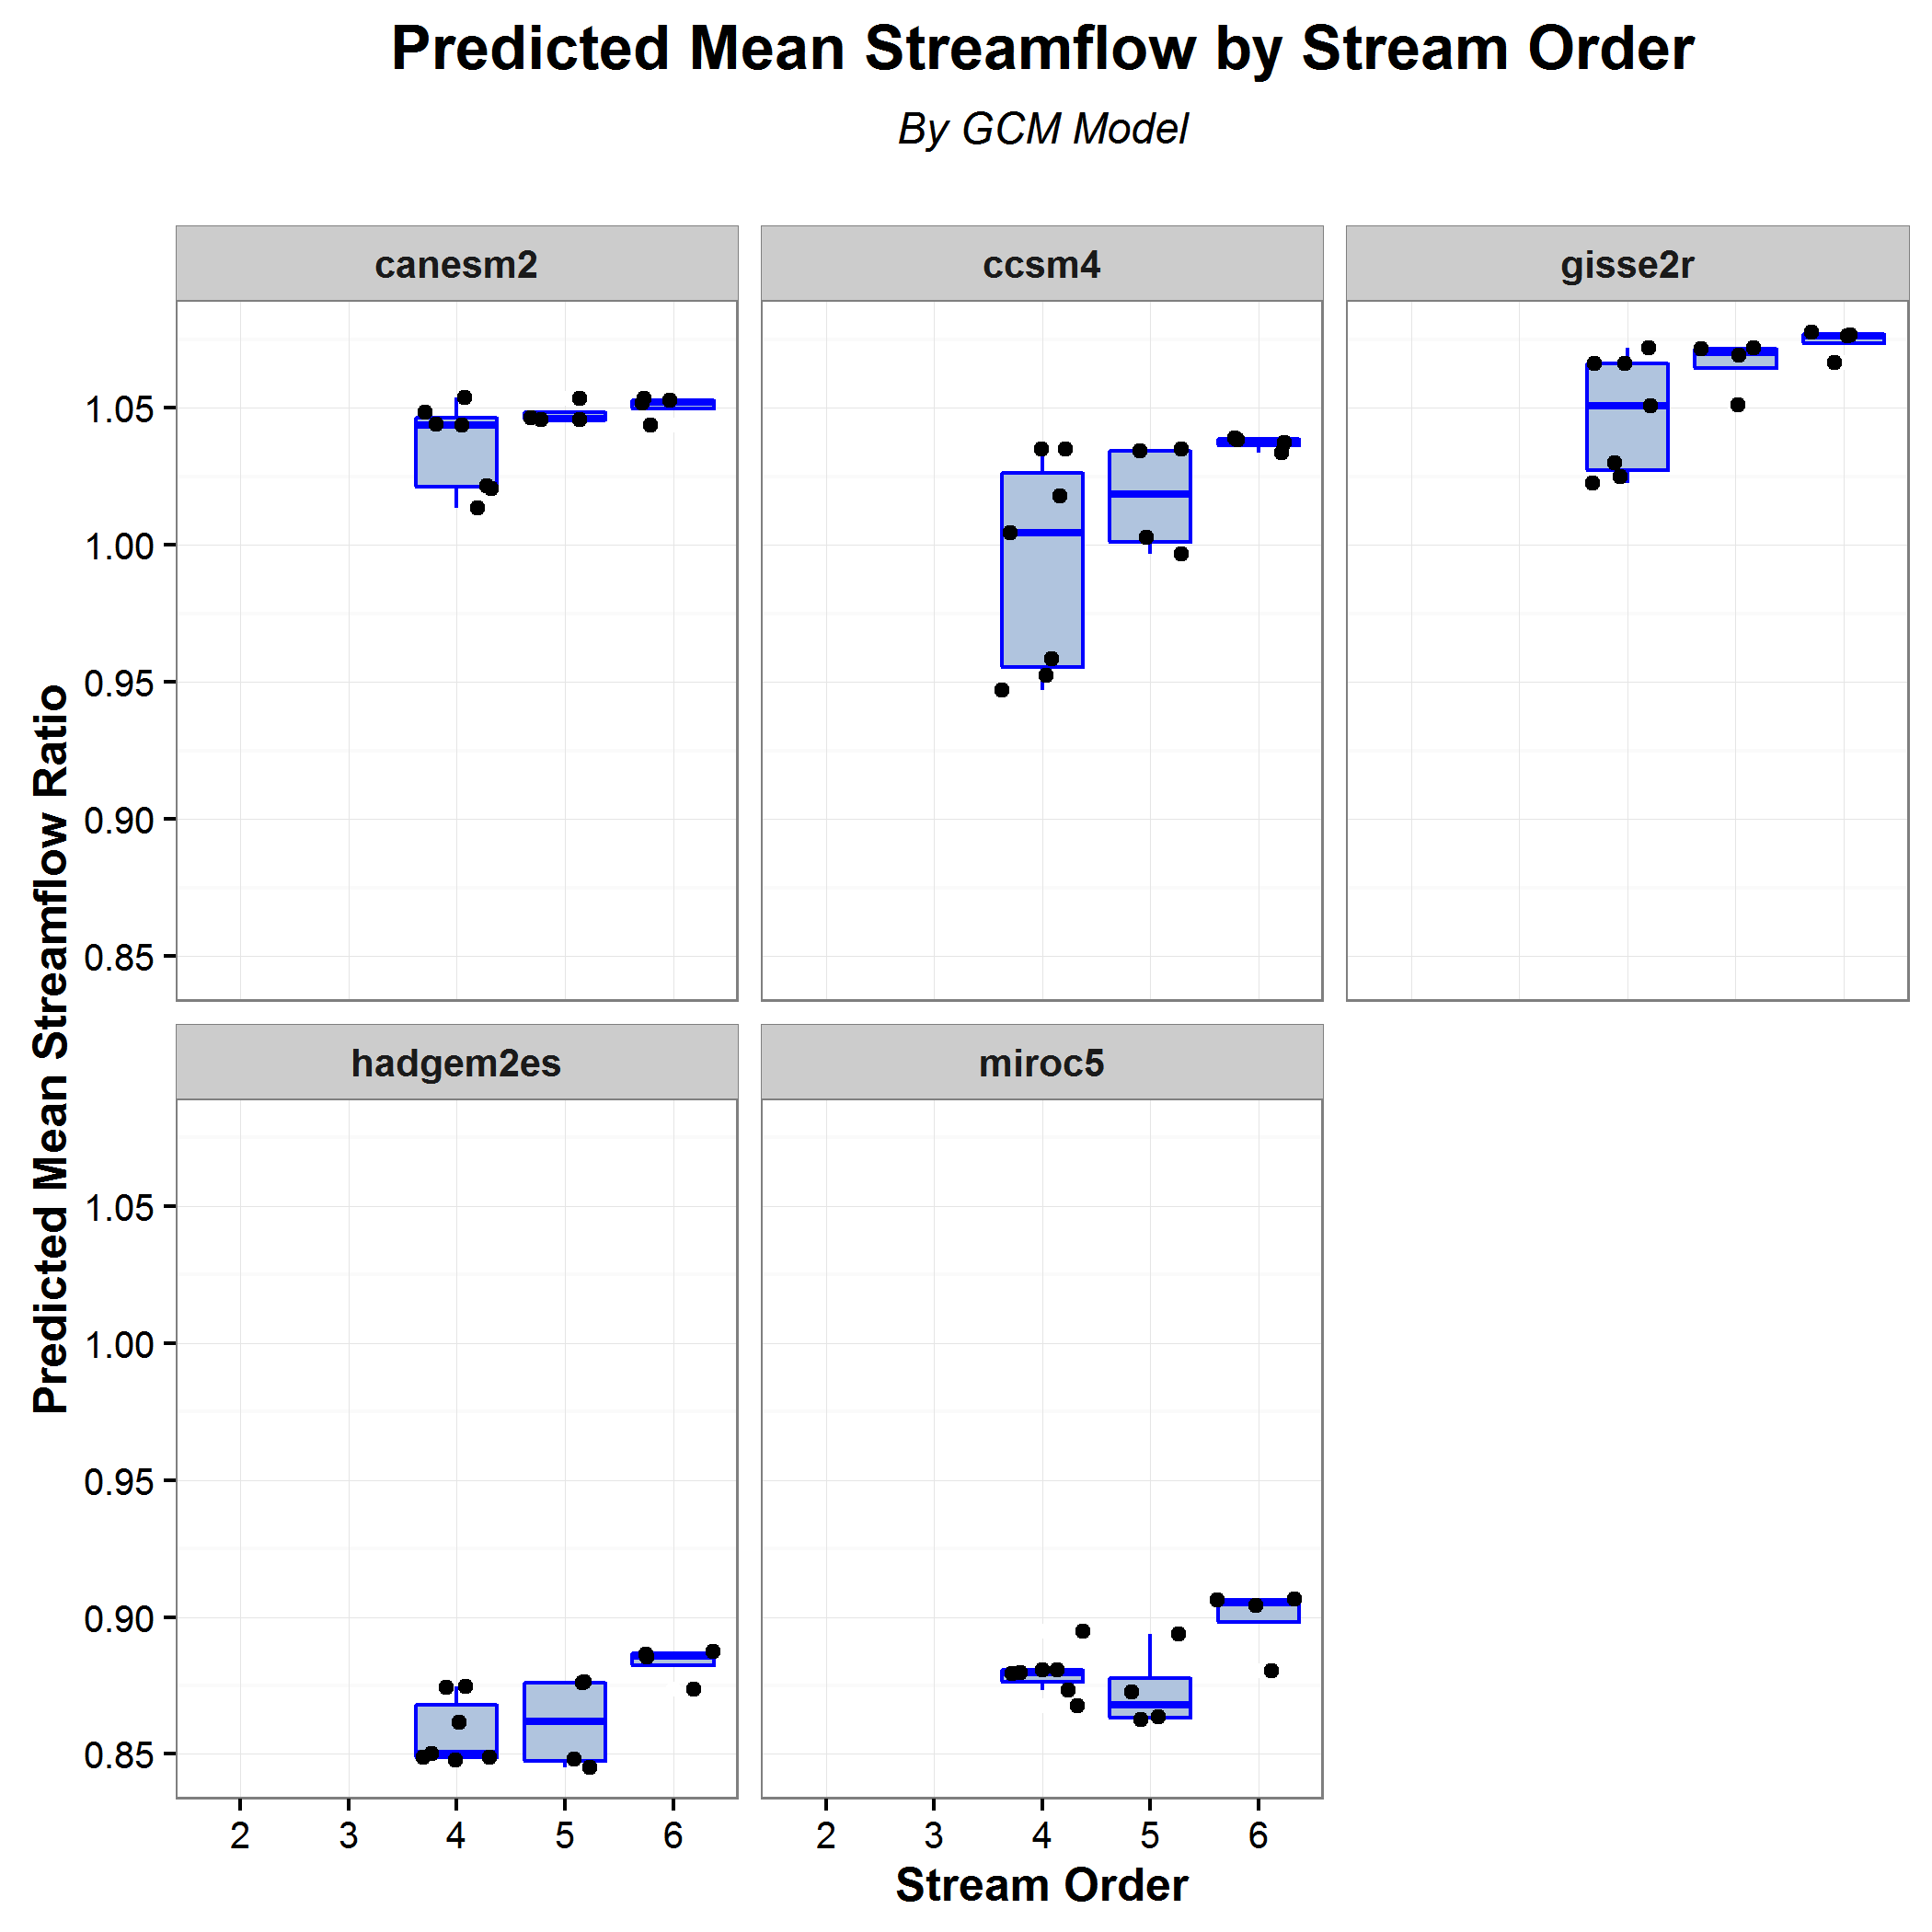 Predicted Mean Streamflow by Stream Order
By GCM Model
canesm2
ccsm4
gisse2r
1.05
1.00
0.95
0.90
0.85
Predicted Mean Streamflow Ratio
hadgem2es
miroc5
1.05
1.00
0.95
0.90
0.85
2 3 4 5 6
2 3 4 5 6
Stream Order